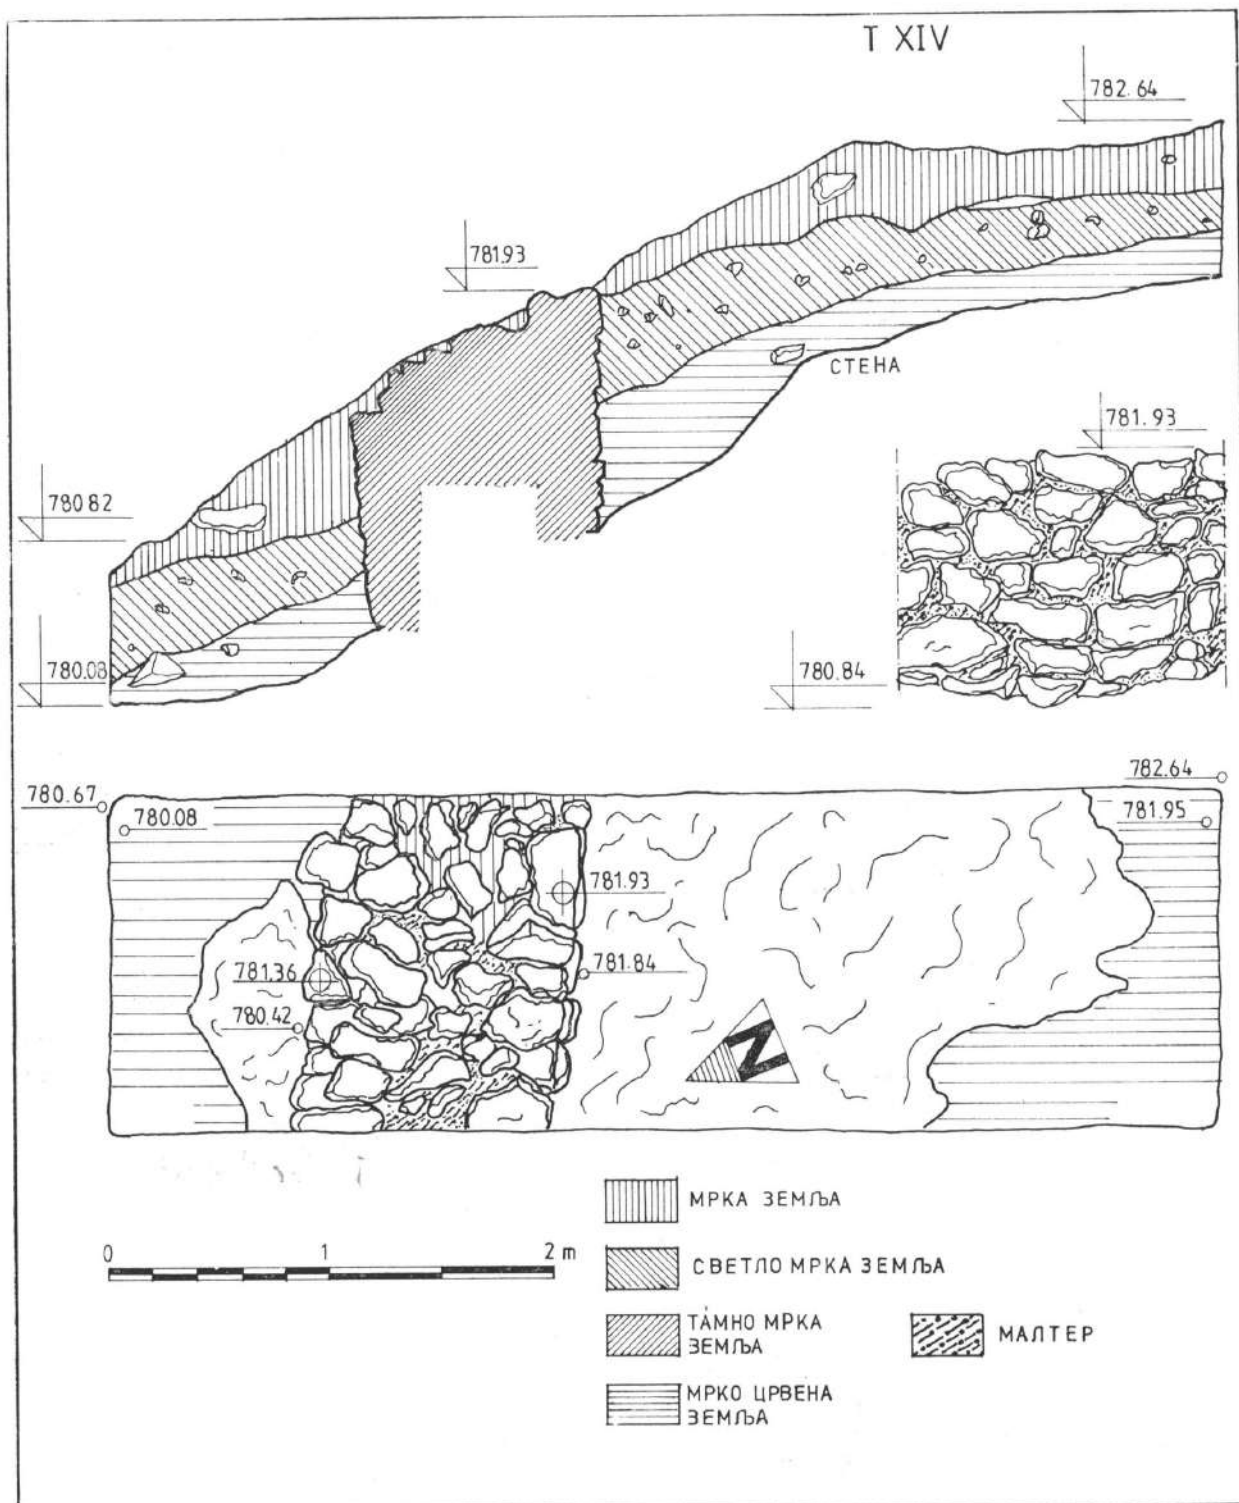 T XIV
782.64
781.93
СТЕНА
781.93
780.82
780.08
780.84
782.64
780.67
780.08
781.95
781.93
781.36
781.84
780.42
N
МРКА ЗЕМЉА
0 1 2 m
СВЕТЛО МРКА ЗЕМЉА
ТАМНО МРКА
ЗЕМЉА
МАЛТЕР
МРКО ЦРВЕНА
ЗЕМЉА